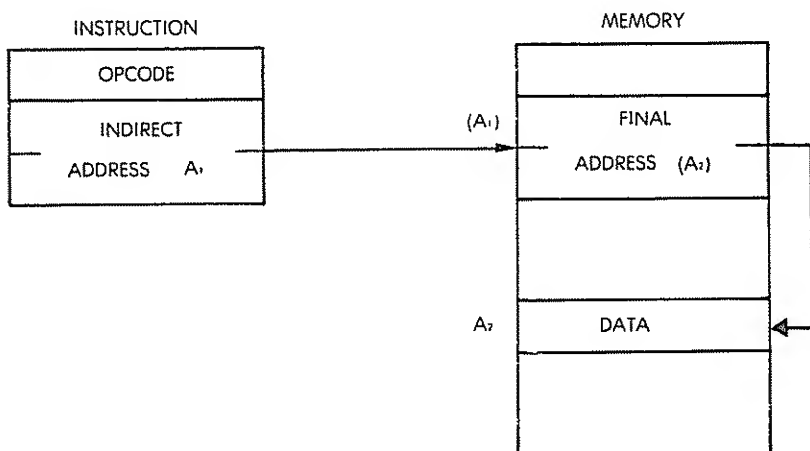 INSTRUCTION
OPCODE
INDIRECT
ADDRESS A₁
MEMORY
(A₁)
FINAL
ADDRESS (A₂)
A₂
DATA